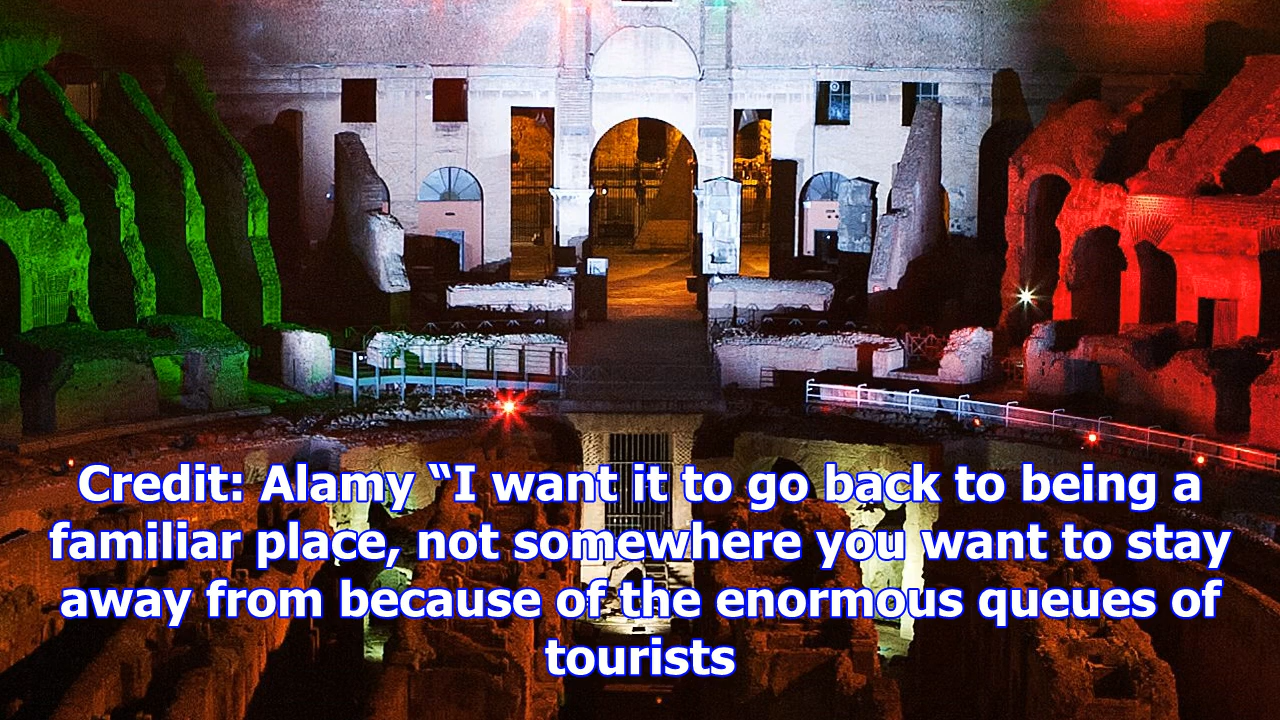 Credit: Alamy “I want it to go back to being a
familiar place, not somewhere you want to stay
away from because of the enormous queues of
tourists